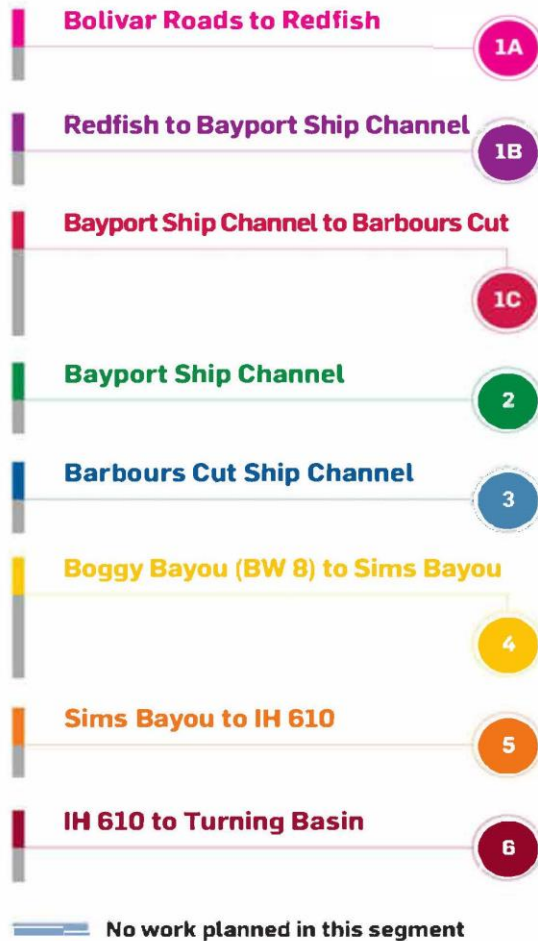 Bolivar Roads to Redfish
1A
Redfish to Bayport Ship Channel
1B
Bayport Ship Channel to Barbours Cut
1C
Bayport Ship Channel
2
Barbours Cut Ship Channel
3
Boggy Bayou (BW 8) to Sims Bayou
4
Sims Bayou to IH 610
5
IH 610 to Turning Basin
6
No work planned in this segment